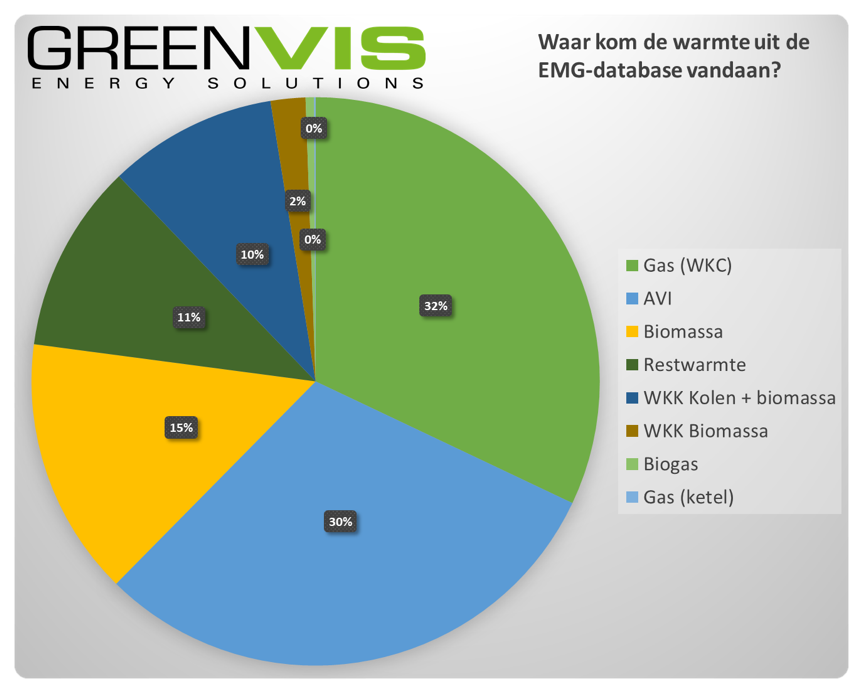 GREENVIS
ENERGY SOLUTIONS
Waar kom de warmte uit de
EMG-database vandaan?
0%
2%
0%
10%
32%
11%
15%
30%
Gas (WKC)
AVI
Biomassa
Restwarmte
WKK Kolen + biomassa
WKK Biomassa
Biogas
Gas (ketel)